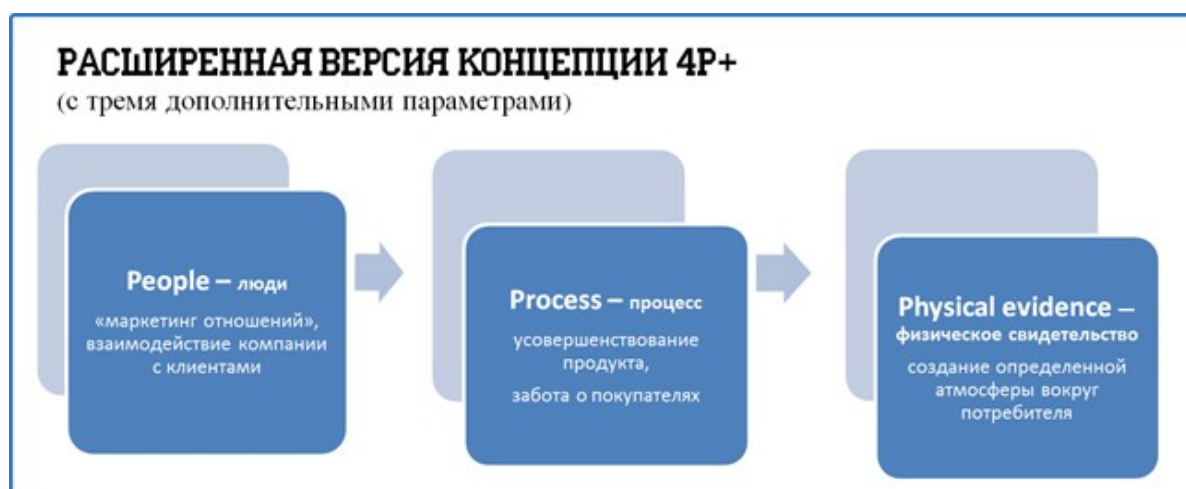 РАСШИРЕННАЯ ВЕРСИЯ КОНЦЕПЦИИ 4P+
(с тремя дополнительными параметрами)
People – люди
«маркетинг отношений»,
взаимодействие компании
с клиентами
Process – процесс
усовершенствование
продукта,
забота о покупателях
Physical evidence –
физическое свидетельство
создание определенной
атмосферы вокруг
потребителя